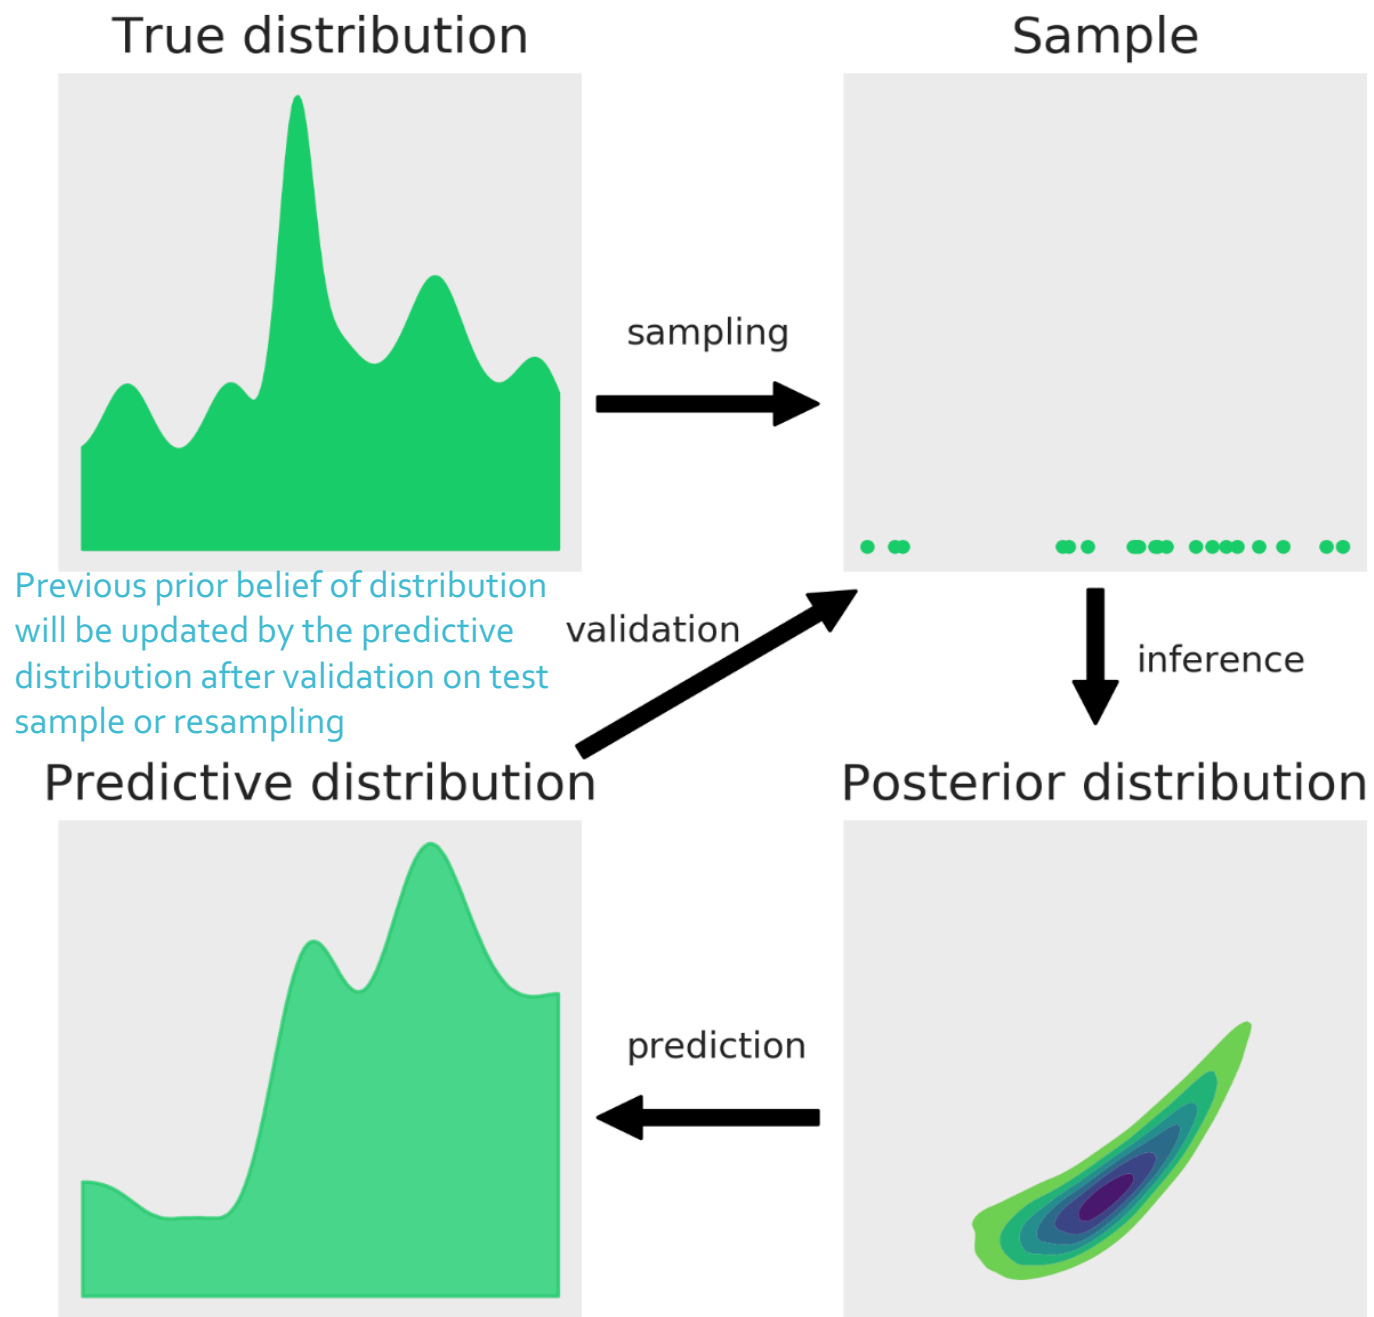 True distribution
Sample
sampling
Previous prior belief of distribution
will be updated by the predictive
distribution after validation on test
sample or resampling
validation
inference
Predictive distribution
Posterior distribution
prediction